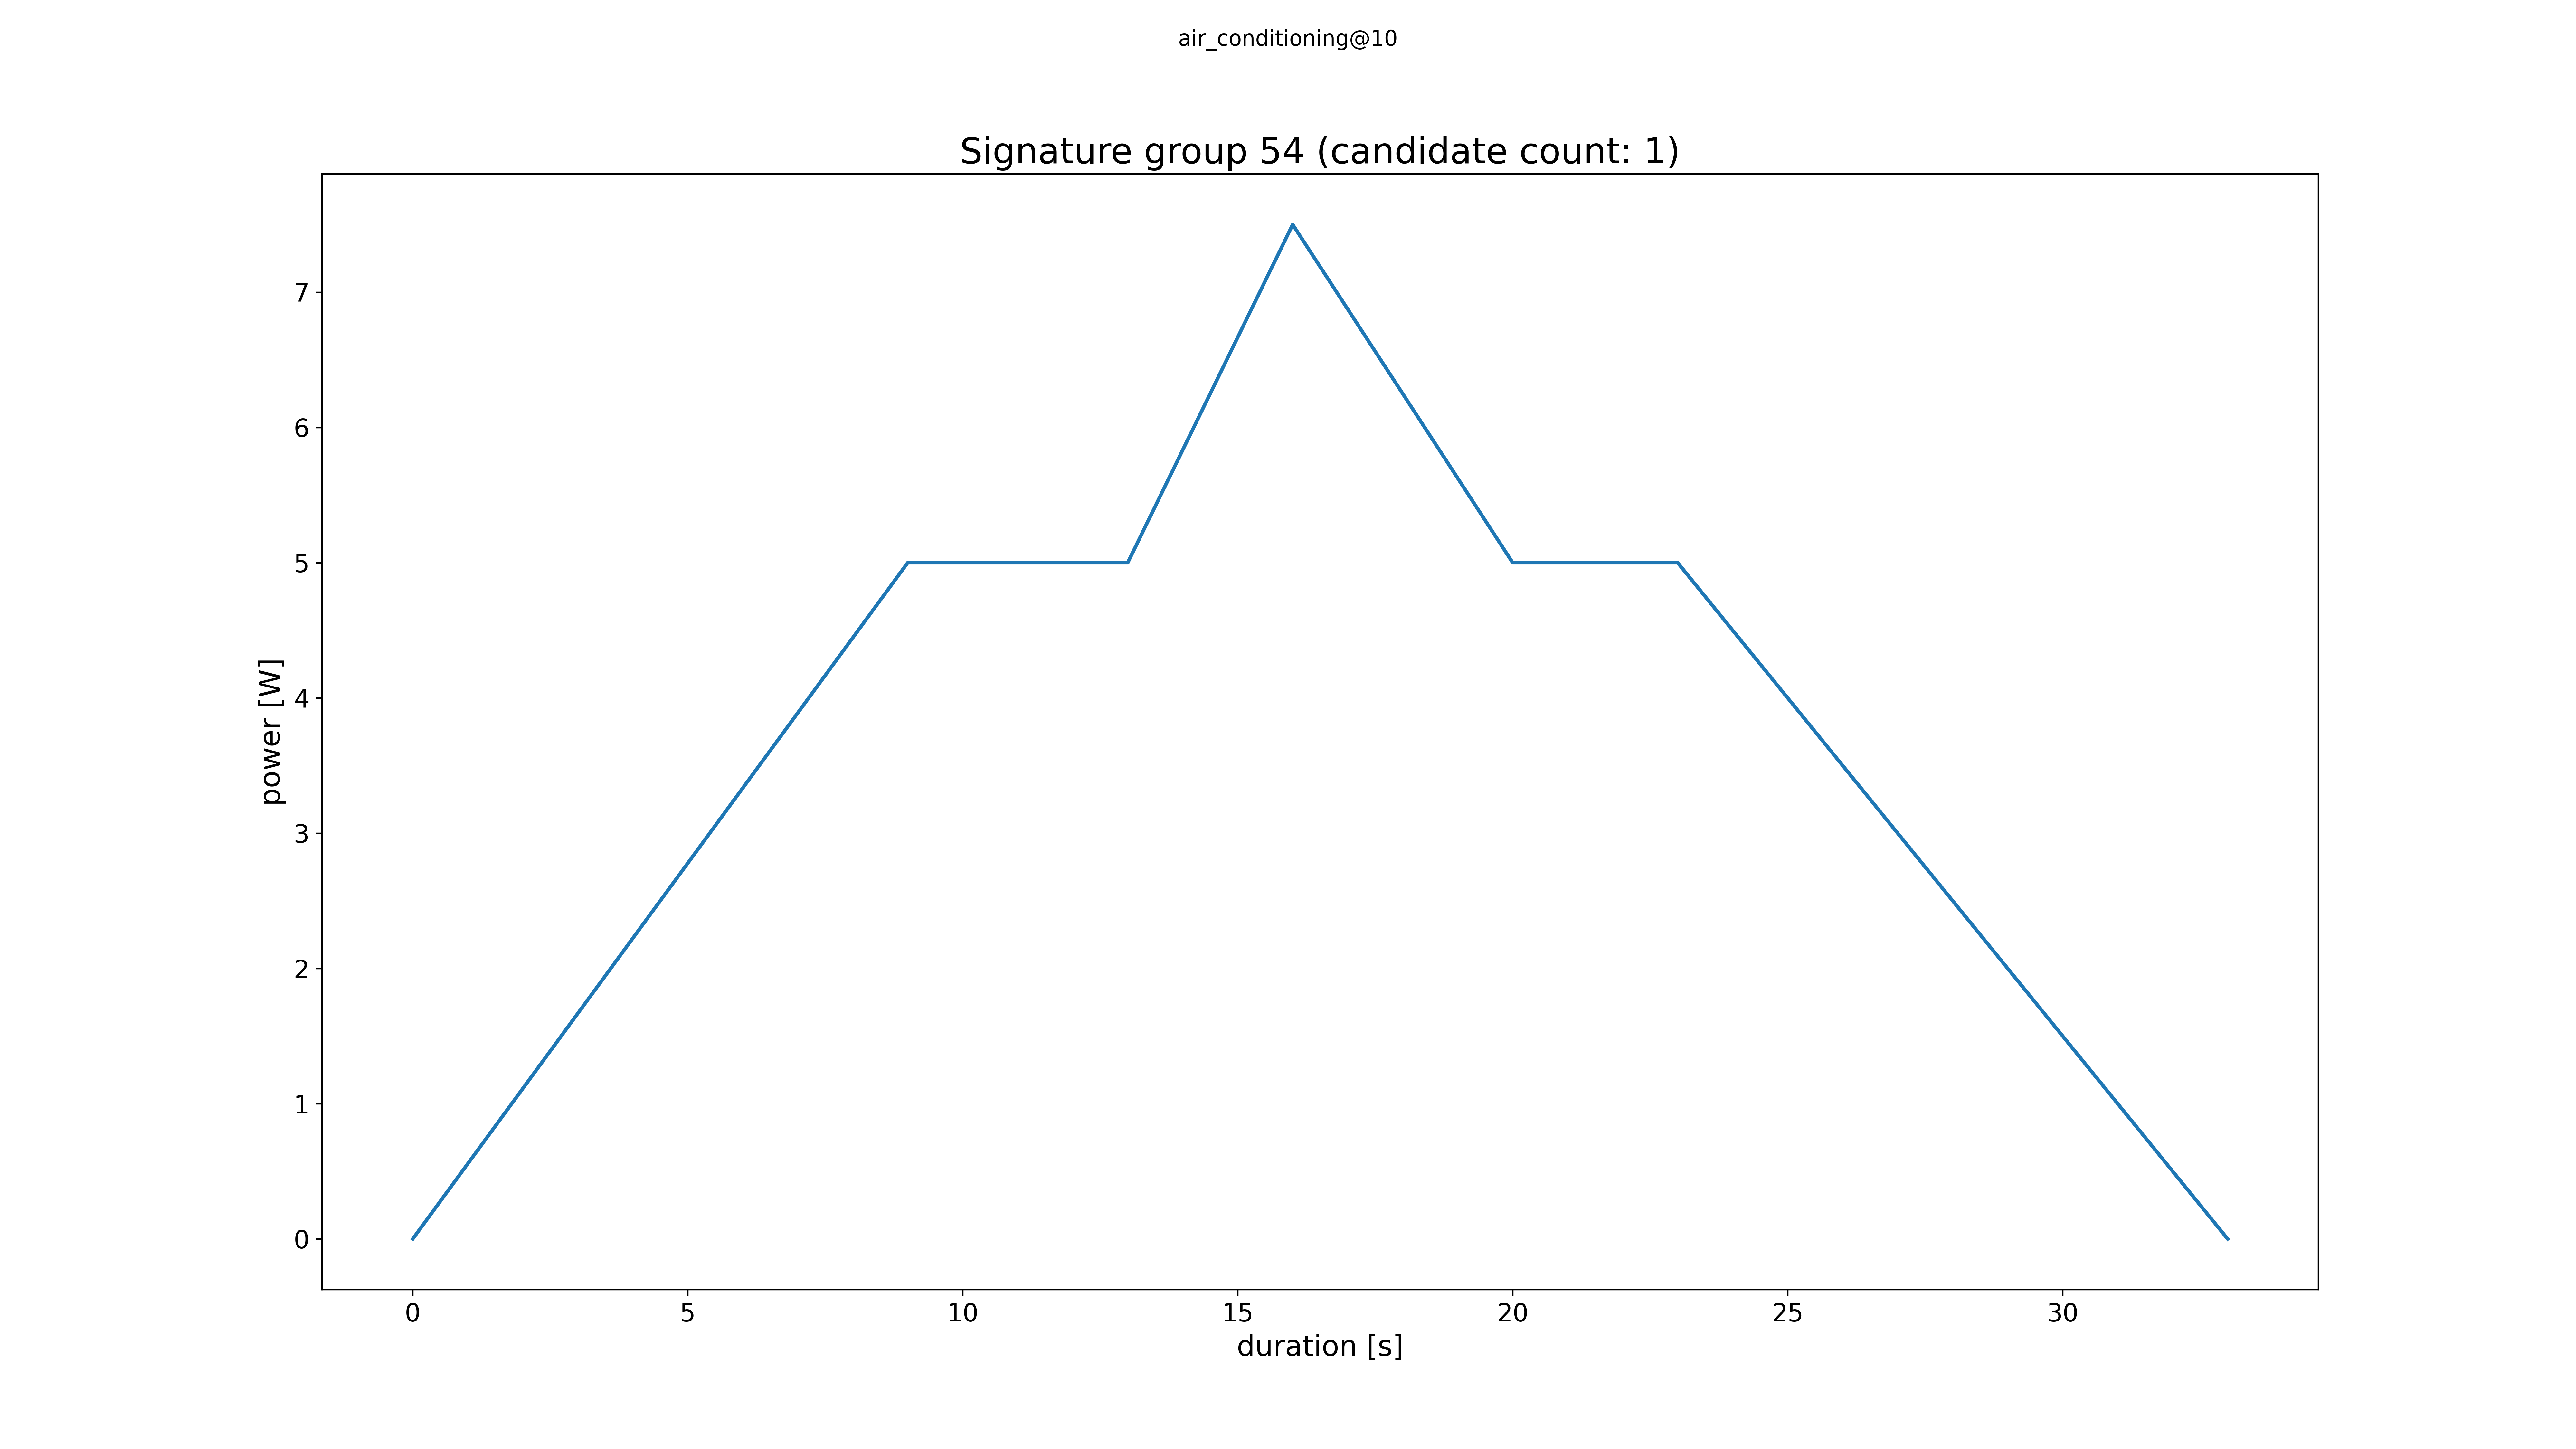 air_conditioning@10
Signature group 54 (candidate count: 1)
power [W]
7
6
5
4
3
2
1
0
0 5 10 15 20 25 30
duration [s]